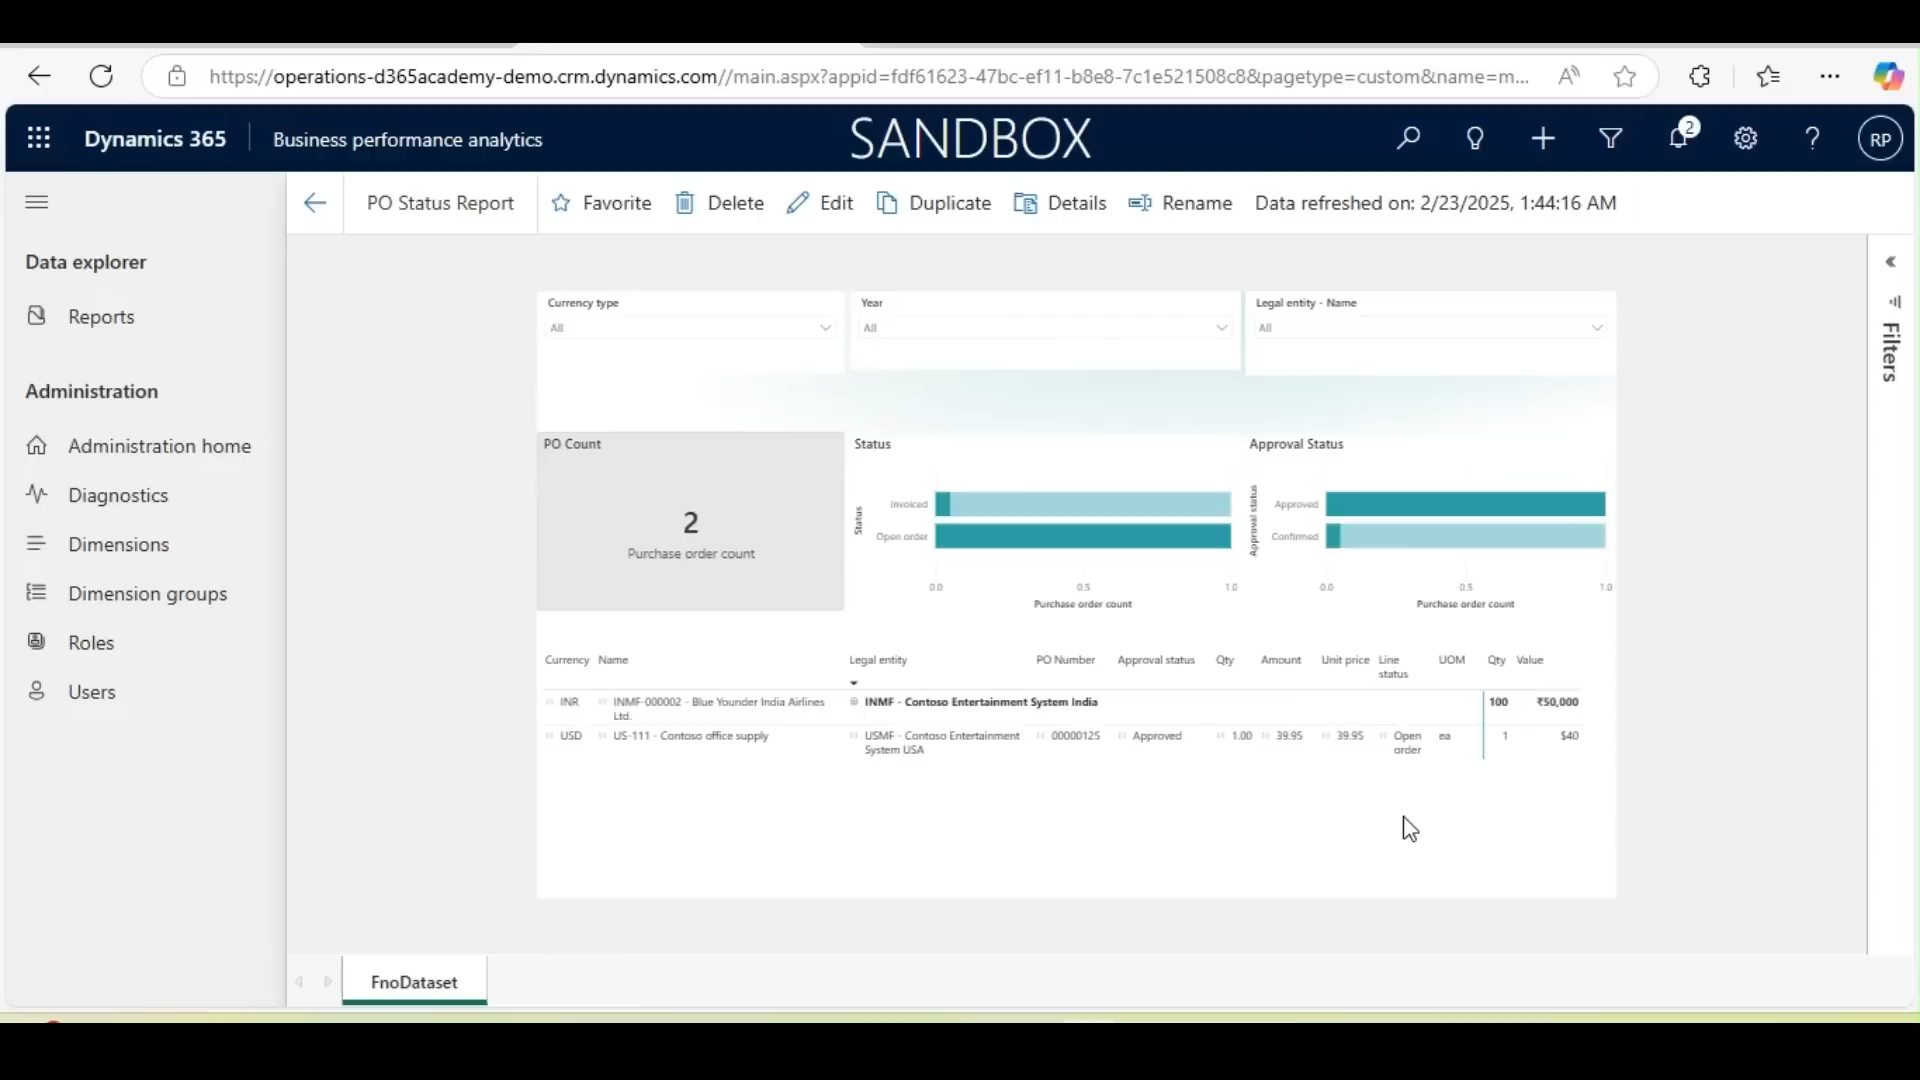 https://operations-d365academy-demo.crm.dynamics.com//main.aspx?appid=fdf61623-47bc-ef11-b8e8-7c1e521508c8&pagetype=custom&name=m...
Dynamics 365
Business performance analytics
SANDBOX
2
RP
PO Status Report
Favorite
Delete
Edit
Duplicate
Details
Rename
Data refreshed on: 2/23/2025, 1:44:16 AM
Data explorer
Reports
Administration
Administration home
Diagnostics
Dimensions
Dimension groups
Roles
Users
Currency type
All
Year
All
Legal entity - Name
All
Filters
PO Count
2
Purchase order count
Status
Status
Invoiced
Open order
0.0 0.5 1.0
Purchase order count
Approval Status
Approval status
Approved
Confirmed
0.0 0.5 1.0
Purchase order count
Currency Name Legal entity PO Number Approval status Qty Amount Unit price Line status UOM Qty Value
INR INMF-000002 - Blue Younder India Airlines Ltd. INMF - Contoso Entertainment System India 100 ₹50,000
USD US-111 - Contoso office supply USMF - Contoso Entertainment System USA 00000125 Approved 1.00 39.95 39.95 Open order ea 1 $40
FnoDataset